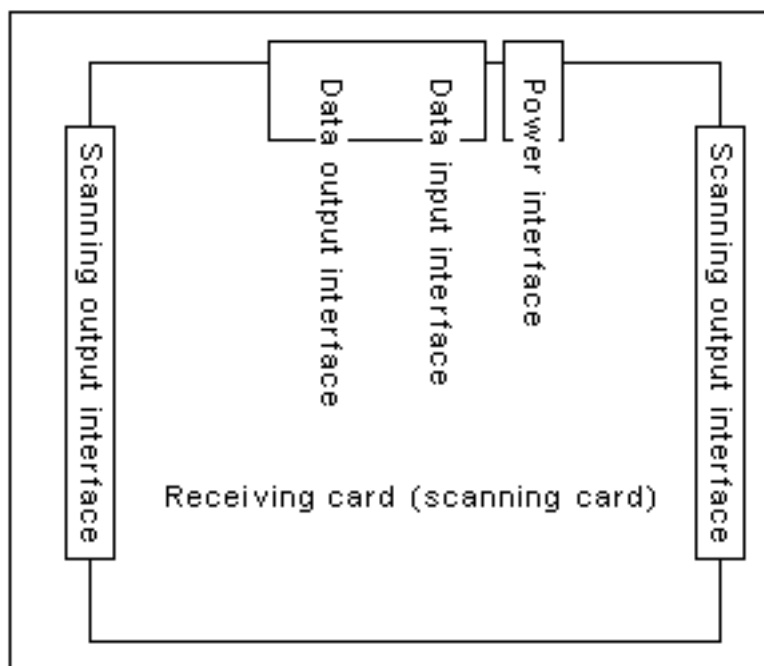 Scanning output interface
Data output interface
Data input interface
Power interface
Scanning output interface
Receiving card (scanning card)